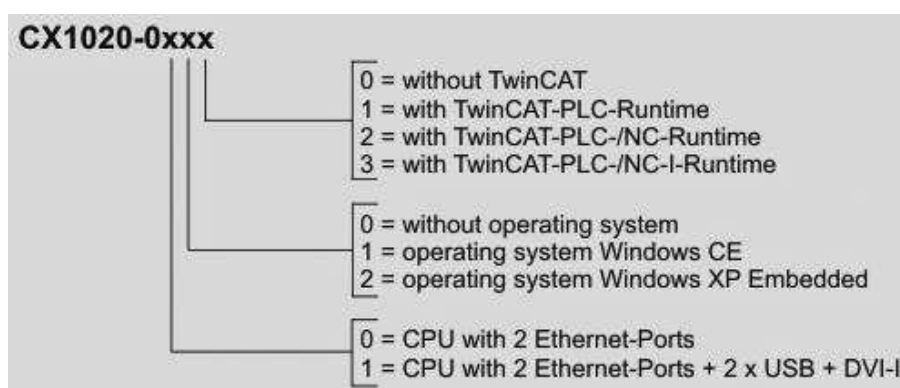 CX1020-0xxx
0 = without TwinCAT
1 = with TwinCAT-PLC-Runtime
2 = with TwinCAT-PLC-/NC-Runtime
3 = with TwinCAT-PLC-/NC-I-Runtime
0 = without operating system
1 = operating system Windows CE
2 = operating system Windows XP Embedded
0 = CPU with 2 Ethernet-Ports
1 = CPU with 2 Ethernet-Ports + 2 x USB + DVI-I